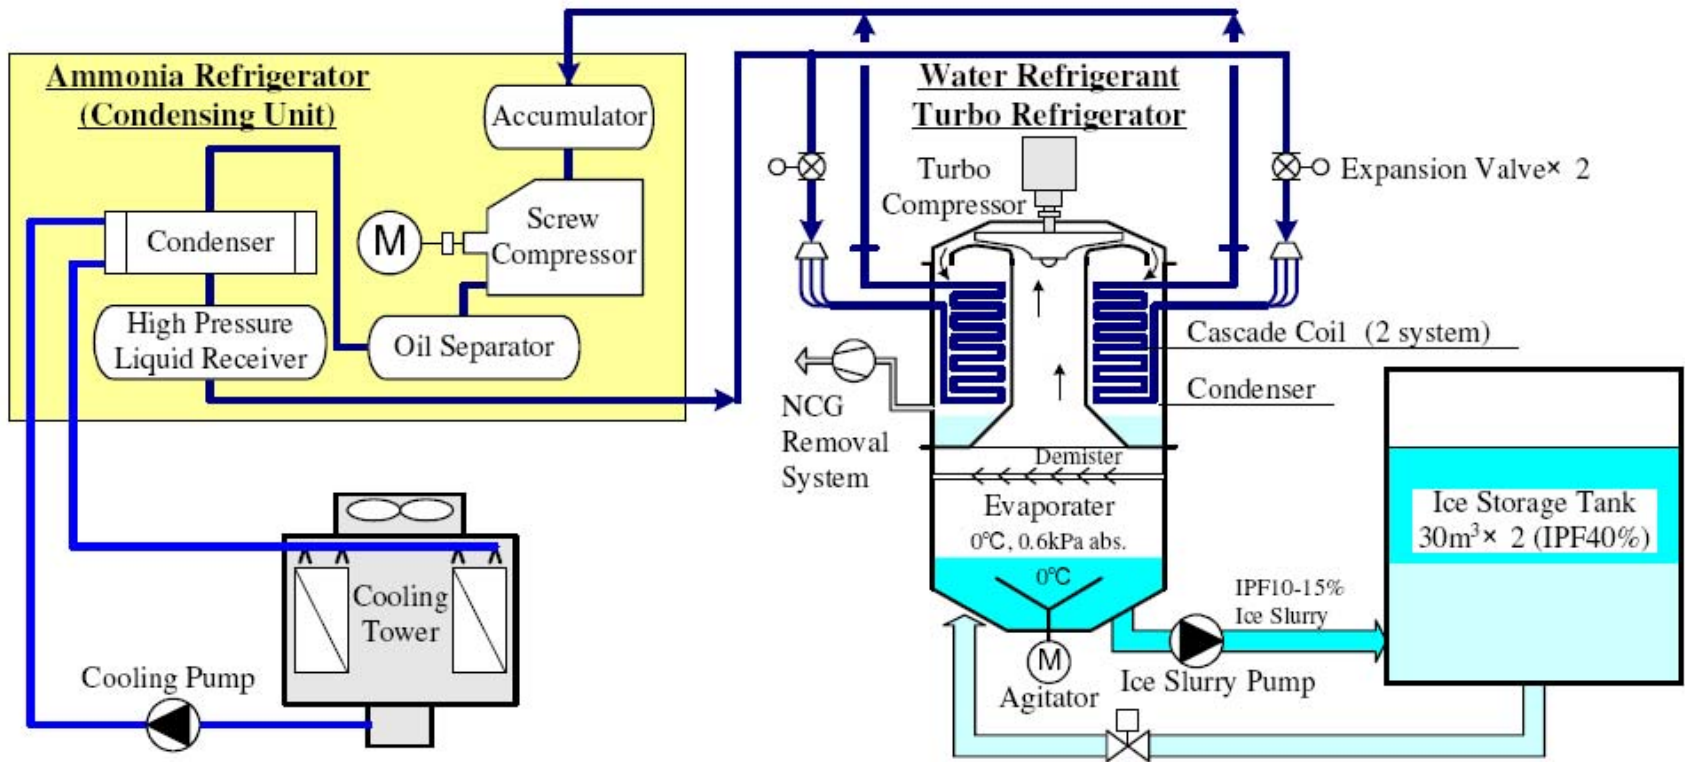 Ammonia Refrigerator
(Condensing Unit)
Accumulator
Condenser
M
Screw
Compressor
High Pressure
Liquid Receiver
Oil Separator
Cooling
Tower
Cooling Pump
Water Refrigerant
Turbo Refrigerator
Turbo
Compressor
Expansion Valve× 2
Cascade Coil (2 system)
Condenser
NCG
Removal
System
Demister
Evaporater
0℃, 0.6kPa abs.
0℃
M
Agitator
IPF10-15%
Ice Slurry
Ice Slurry Pump
Ice Storage Tank
30m³× 2 (IPF40%)